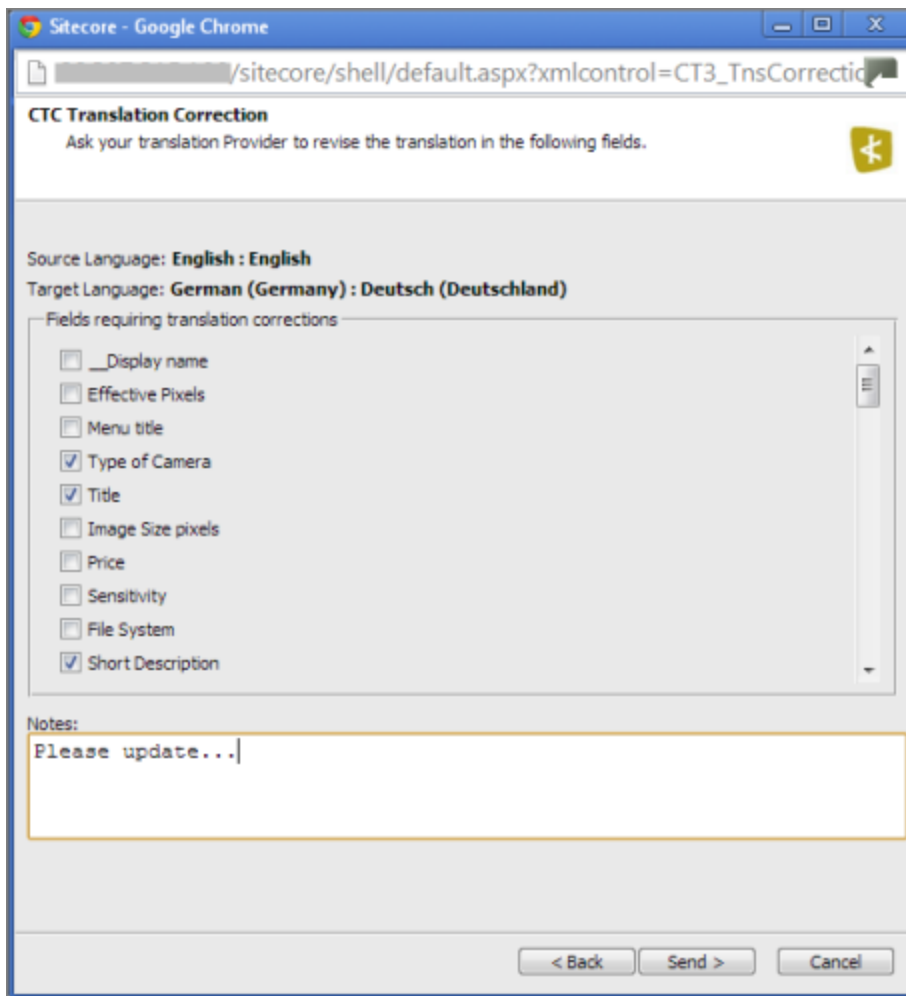 Sitecore - Google Chrome
/sitecore/shell/default.aspx?xmlcontrol=CT3_TnsCorrectio
CTC Translation Correction
Ask your translation Provider to revise the translation in the following fields.
Source Language: English : English
Target Language: German (Germany) : Deutsch (Deutschland)
Fields requiring translation corrections
__Display name
Effective Pixels
Menu title
Type of Camera
Title
Image Size pixels
Price
Sensitivity
File System
Short Description
Notes:
Please update...
< Back Send > Cancel